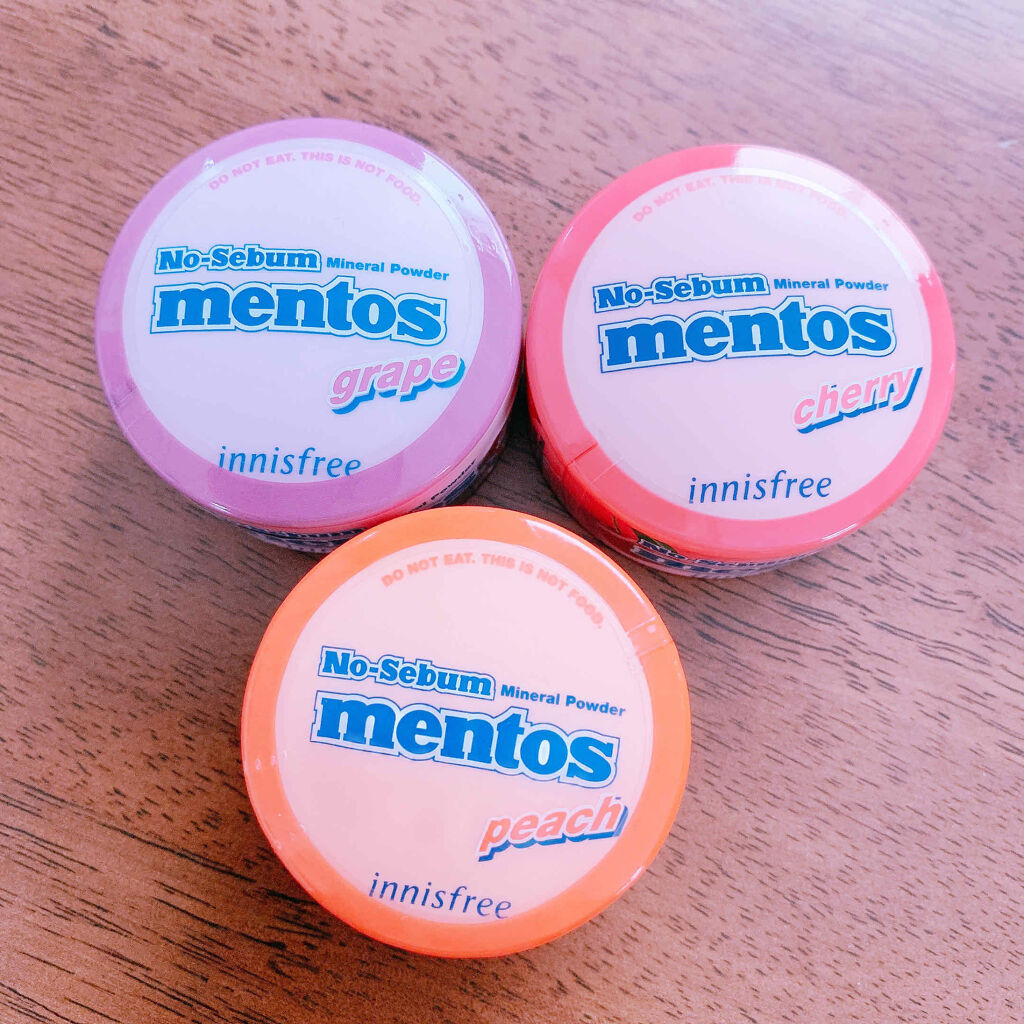 DO NOT EAT. THIS IS NOT FOOD.
No-Sebum Mineral Powder
mentos
grape
innisfree
DO NOT EAT. THIS IS NOT FOOD.
No-Sebum Mineral Powder
mentos
cherry
innisfree
DO NOT EAT. THIS IS NOT FOOD.
No-Sebum Mineral Powder
mentos
peach
innisfree